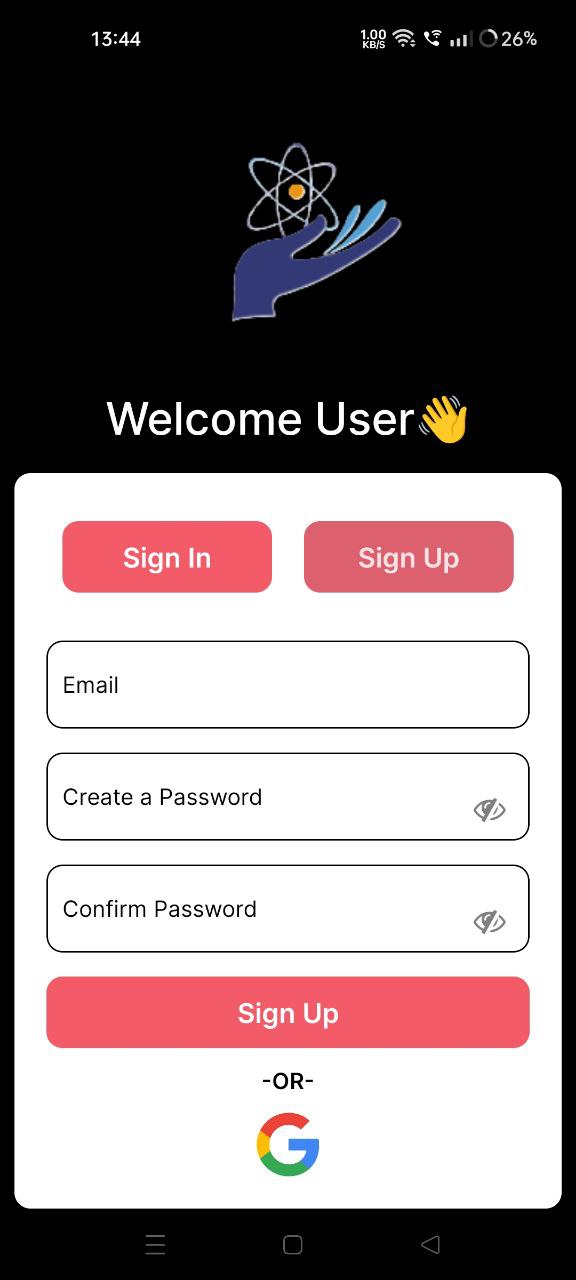 13:44 1.00 KB/S 26%
Welcome User👋
Sign In Sign Up
Email
Create a Password
Confirm Password
Sign Up
-OR-